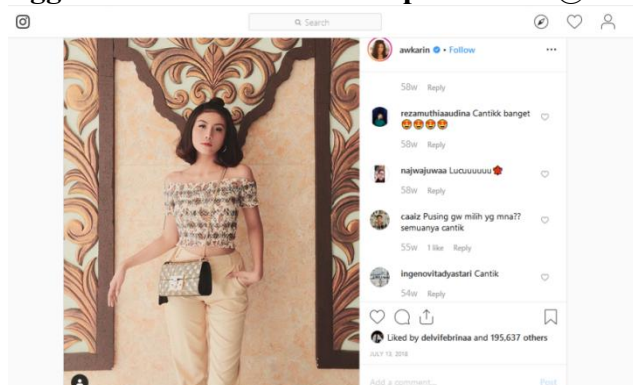 Search
awkarin • Follow
58w Reply
rezamuthiaaudina Cantikk banget
58w Reply
najwajuwaa Lucuuuuuu
58w Reply
caaiz Pusing gw milih yg mna??
semuanya cantik
55w 1 like Reply
ingenovitadyastari Cantik
54w Reply
Liked by delvifebrinaa and 195,637 others
JULY 13, 2018
Add a comment... Post